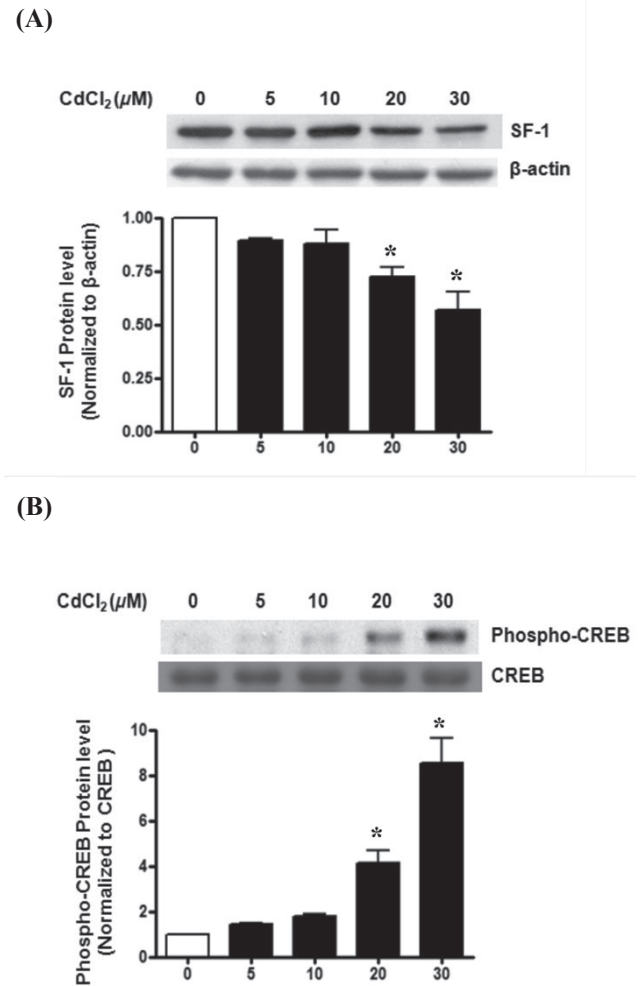 (A)
CdCl₂(μM) 0 5 10 20 30
SF-1
β-actin
SF-1 Protein level
(Normalized to β-actin)
1.00
0.75
0.50
0.25
0.00
* *
0 5 10 20 30
(B)
CdCl₂(μM) 0 5 10 20 30
Phospho-CREB
CREB
Phospho-CREB Protein level
(Normalized to CREB)
10
8
6
4
2
0
* *
0 5 10 20 30